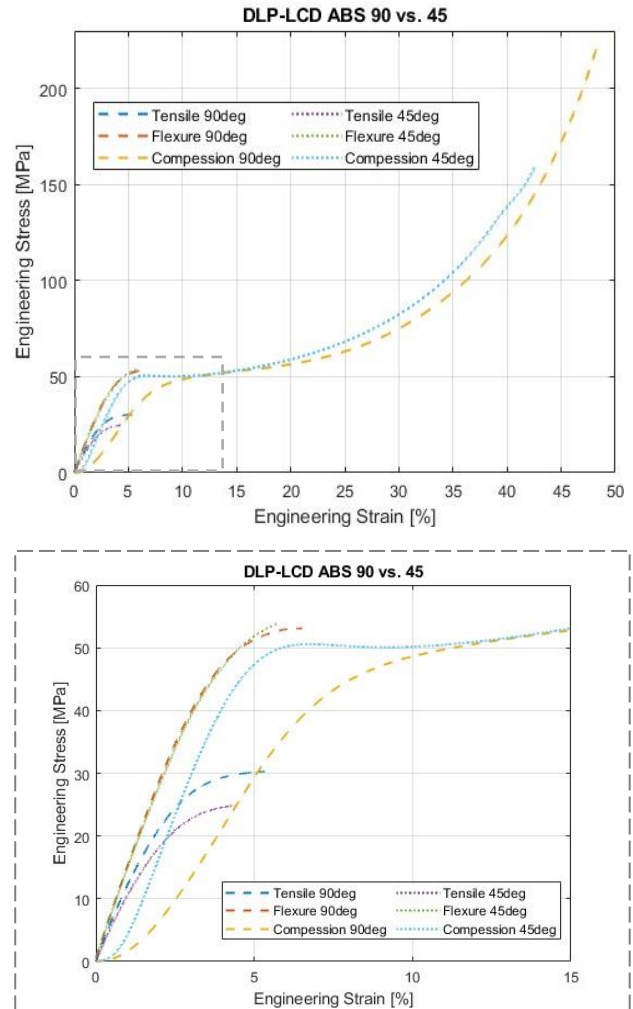 DLP-LCD ABS 90 vs. 45
Engineering Stress [MPa]
200
150
100
50
0
Tensile 90deg Tensile 45deg
Flexure 90deg Flexure 45deg
Compession 90deg Compession 45deg
0 5 10 15 20 25 30 35 40 45 50
Engineering Strain [%]
DLP-LCD ABS 90 vs. 45
Engineering Stress [MPa]
60
50
40
30
20
10
0
Tensile 90deg Tensile 45deg
Flexure 90deg Flexure 45deg
Compession 90deg Compession 45deg
0 5 10 15
Engineering Strain [%]